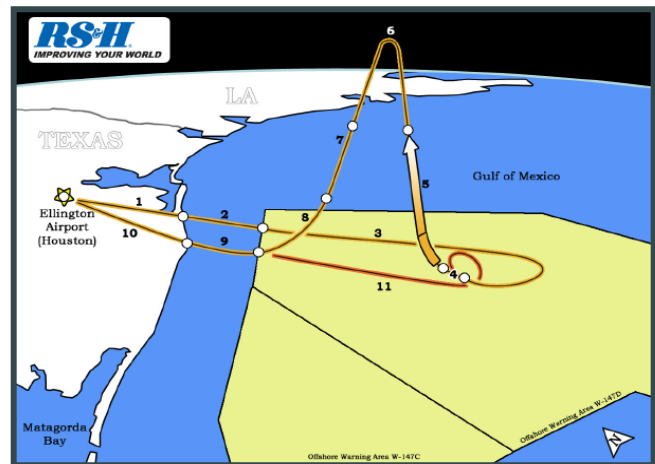 RS&H
IMPROVING YOUR WORLD
6
LA
TEXAS
7
5
Gulf of Mexico
1
2
8
Ellington
Airport
(Houston)
10
9
3
4
11
Matagorda
Bay
Offshore Warning Area W-147D
Offshore Warning Area W-147C
N